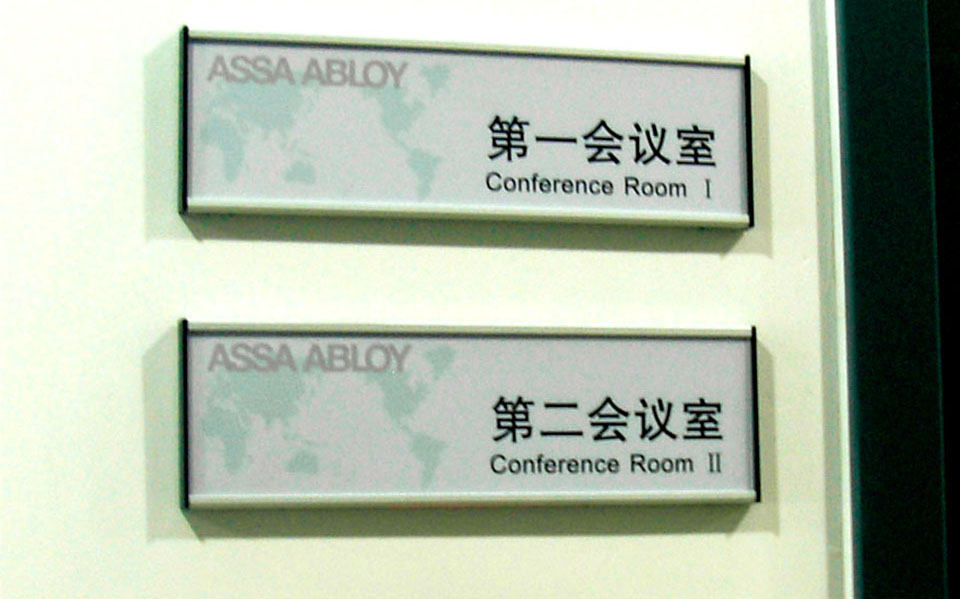 ASSA ABLOY
第一会议室
Conference Room Ⅰ
ASSA ABLOY
第二会议室
Conference Room Ⅱ